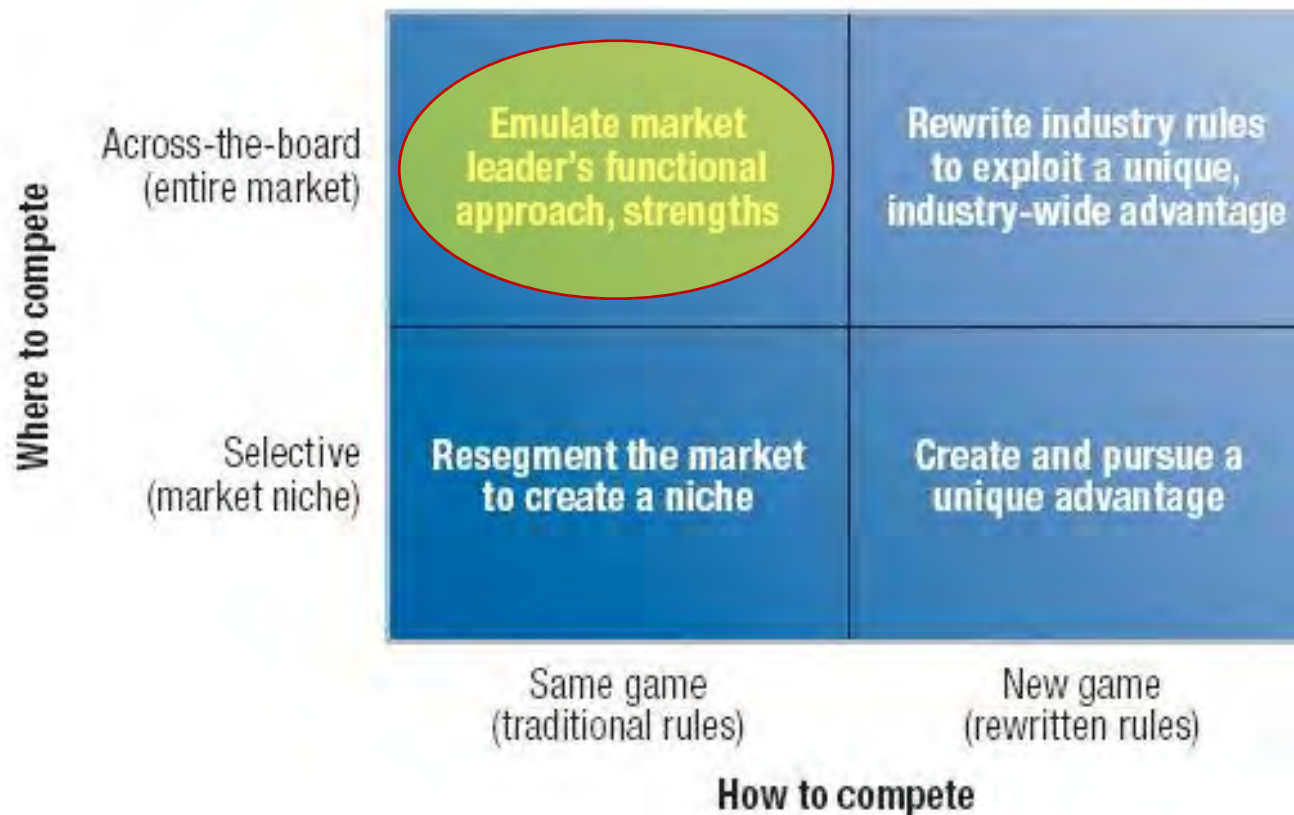 Where to compete
Across-the-board
(entire market)
Emulate market
leader's functional
approach, strengths
Rewrite industry rules
to exploit a unique,
industry-wide advantage
Selective
(market niche)
Resegment the market
to create a niche
Create and pursue a
unique advantage
Same game
(traditional rules)
New game
(rewritten rules)
How to compete